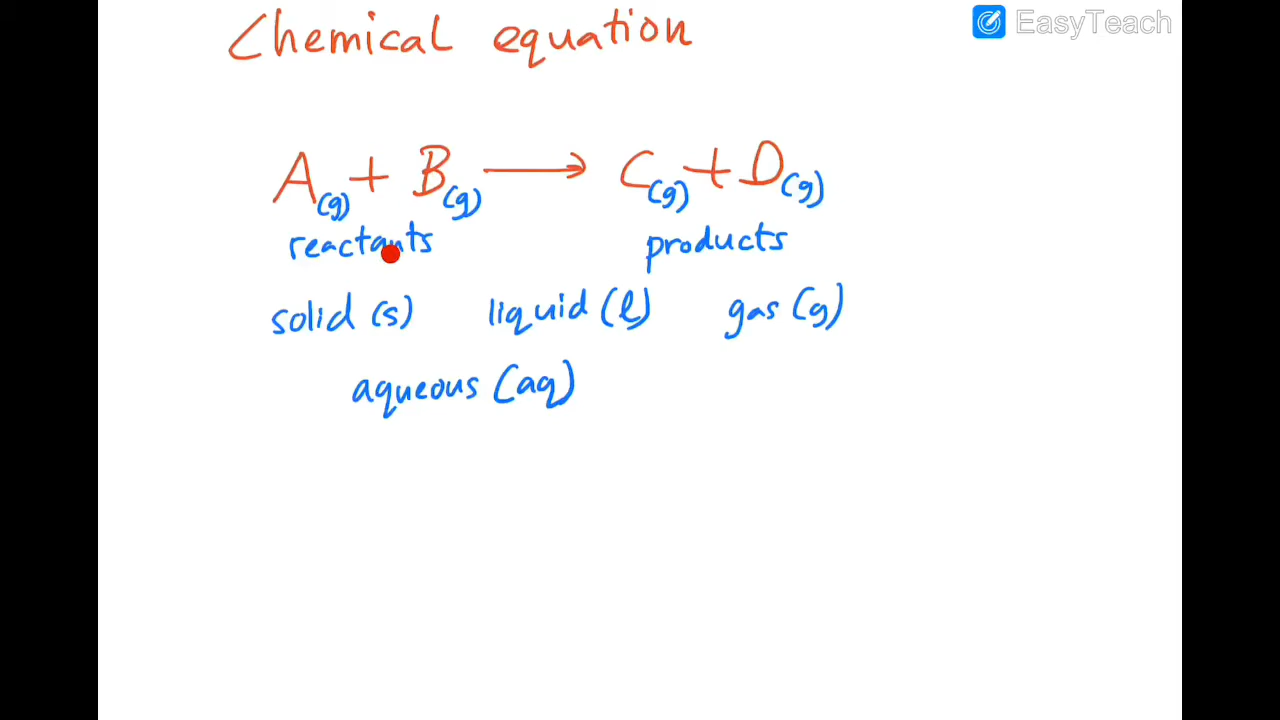 EasyTeach
Chemical equation
A(g) + B(g) → C(g) + D(g)
reactants products
solid (s) liquid (l) gas (g)
aqueous (aq)